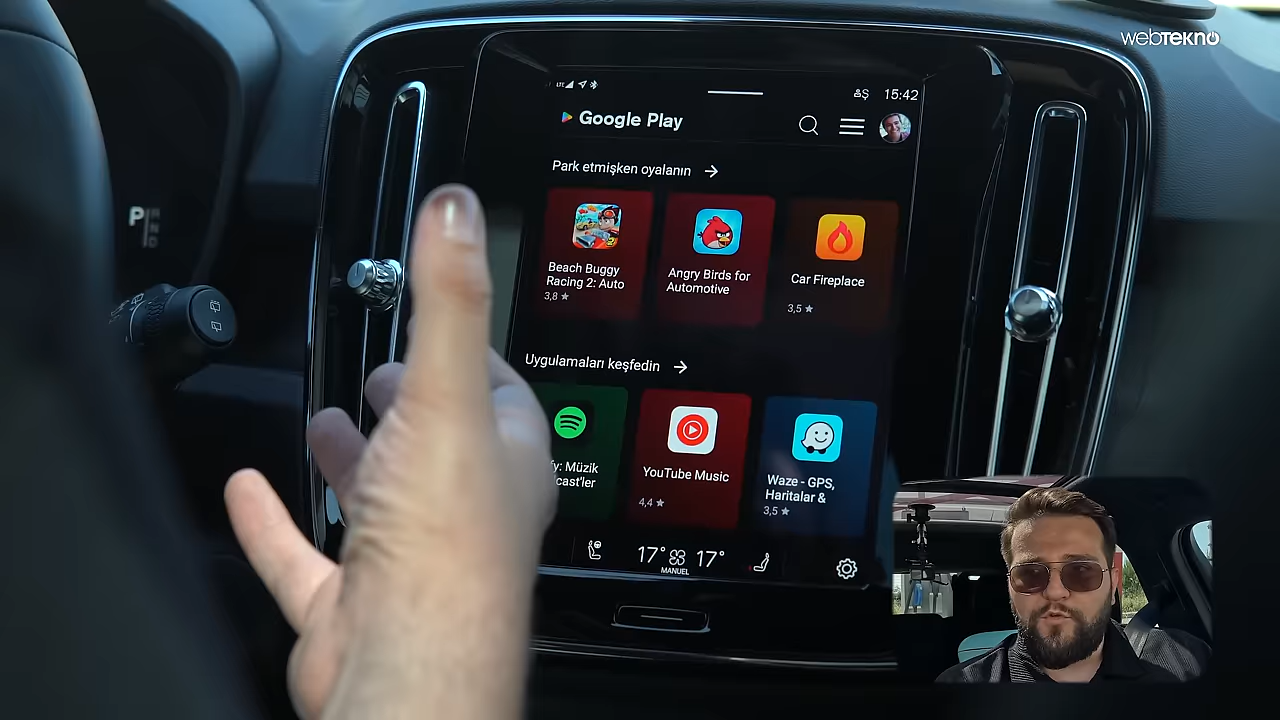 webTEKNO
LTE
15:42
Google Play
Park etmişken oyalanın
Beach Buggy
Racing 2: Auto
3,8 ★
Angry Birds for
Automotive
Car Fireplace
3,5 ★
Uygulamaları keşfedin
fy: Müzik
cast'ler
YouTube Music
4,4 ★
Waze - GPS,
Haritalar &
3,5 ★
17° 17°
MANUEL
P
R
N
D